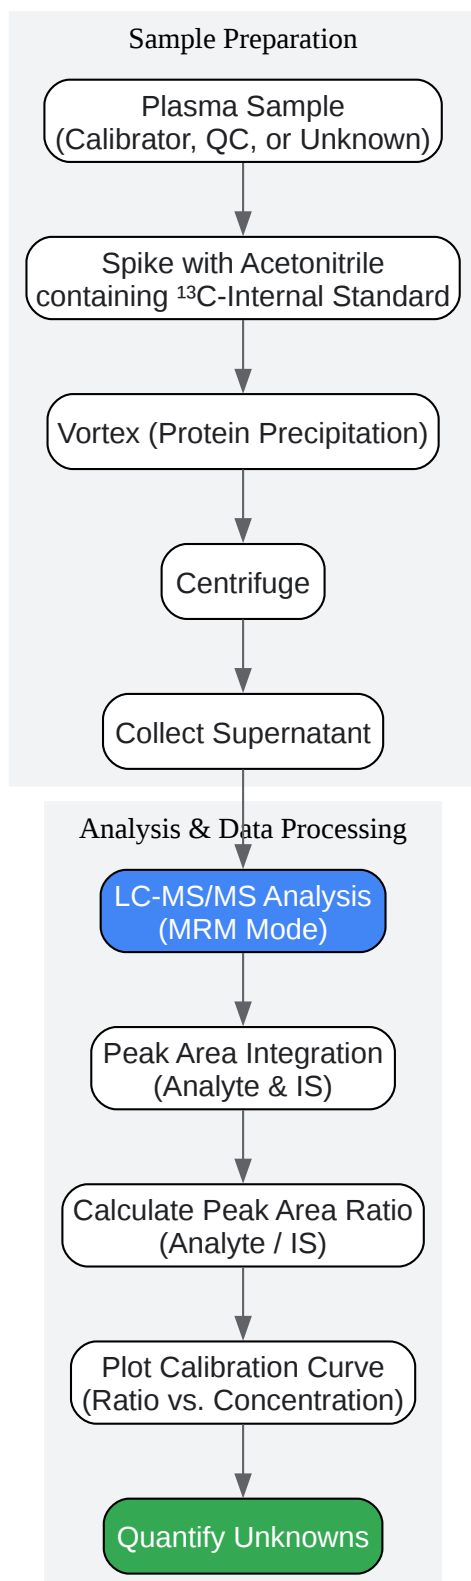 Sample Preparation
Plasma Sample
(Calibrator, QC, or Unknown)
Spike with Acetonitrile
containing ¹³C-Internal Standard
Vortex (Protein Precipitation)
Centrifuge
Collect Supernatant
Analysis & Data Processing
LC-MS/MS Analysis
(MRM Mode)
Peak Area Integration
(Analyte & IS)
Calculate Peak Area Ratio
(Analyte / IS)
Plot Calibration Curve
(Ratio vs. Concentration)
Quantify Unknowns